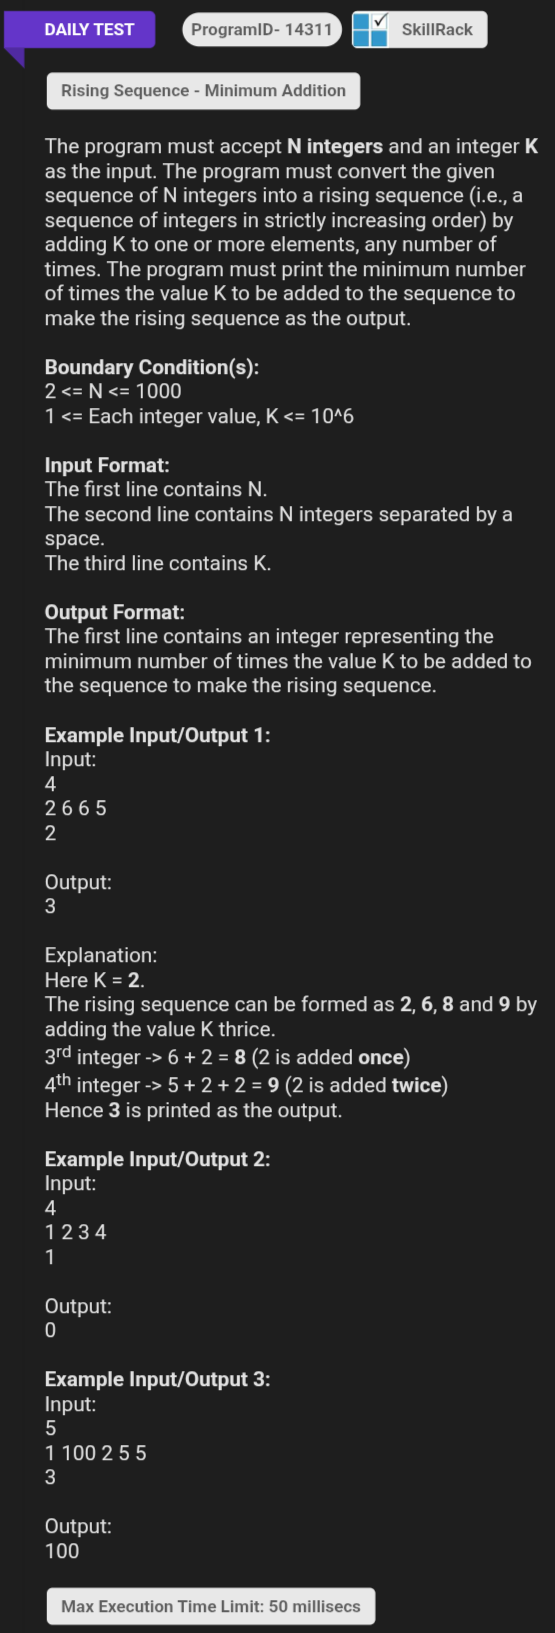 DAILY TEST
ProgramID- 14311
SkillRack
Rising Sequence - Minimum Addition
The program must accept N integers and an integer K
as the input. The program must convert the given
sequence of N integers into a rising sequence (i.e., a
sequence of integers in strictly increasing order) by
adding K to one or more elements, any number of
times. The program must print the minimum number
of times the value K to be added to the sequence to
make the rising sequence as the output.
Boundary Condition(s):
2 <= N <= 1000
1 <= Each integer value, K <= 10^6
Input Format:
The first line contains N.
The second line contains N integers separated by a
space.
The third line contains K.
Output Format:
The first line contains an integer representing the
minimum number of times the value K to be added to
the sequence to make the rising sequence.
Example Input/Output 1:
Input:
4
2 6 6 5
2
Output:
3
Explanation:
Here K = 2.
The rising sequence can be formed as 2, 6, 8 and 9 by
adding the value K thrice.
3rd integer -> 6 + 2 = 8 (2 is added once)
4th integer -> 5 + 2 + 2 = 9 (2 is added twice)
Hence 3 is printed as the output.
Example Input/Output 2:
Input:
4
1 2 3 4
1
Output:
0
Example Input/Output 3:
Input:
5
1 100 2 5 5
3
Output:
100
Max Execution Time Limit: 50 millisecs